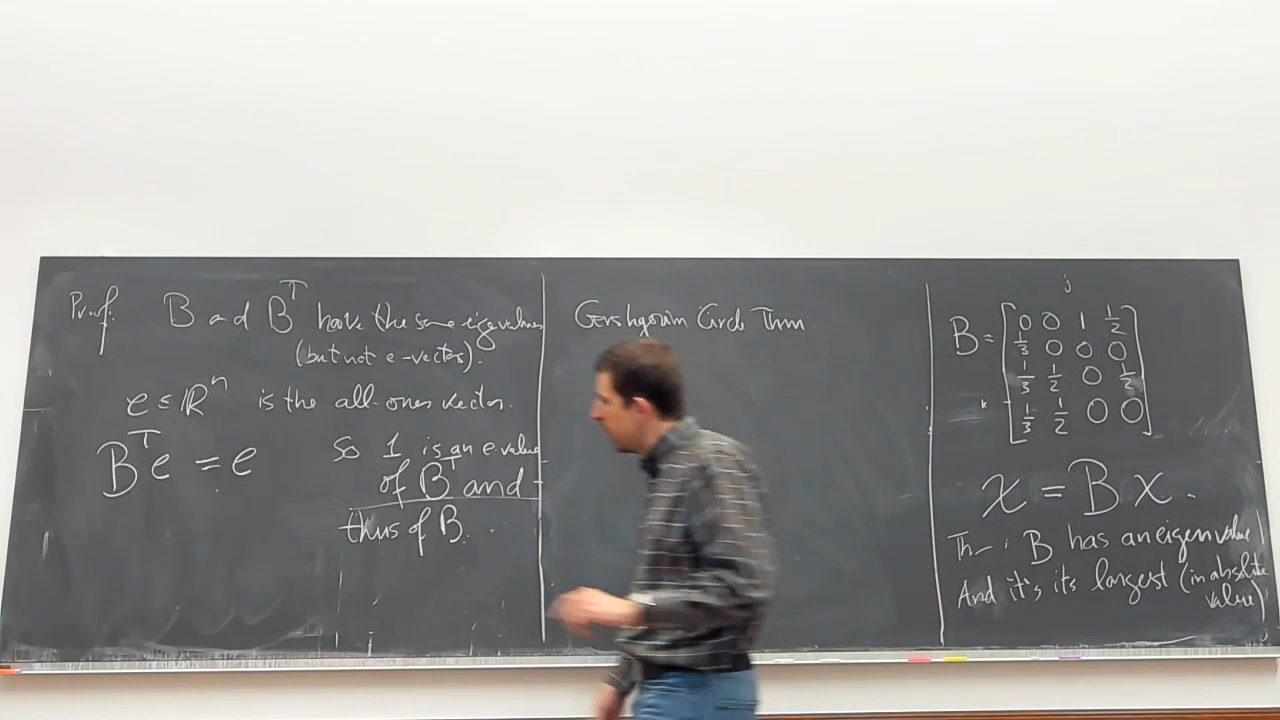 Proof. B and B^T have the same eigenvalues
(but not e-vectors).
e ∈ ℝ^n is the all-ones vector.
B^T e = e
So 1 is an e-value
of B^T and
thus of B.
Gershgorin Circle Thm
j
B = [0 0 1 1/2
1/3 0 0 0
1/3 1/2 0 1/2
1/3 1/2 0 0]
x = Bx.
Thm: B has an eigenvalue 1
And it's its largest (in absolute
value)